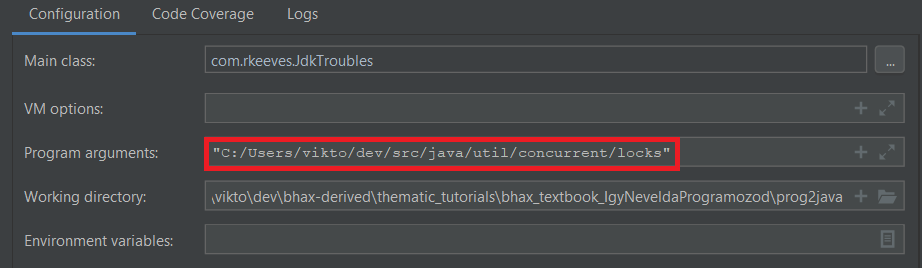 Configuration Code Coverage Logs
Main class: com.rkeeves.JdkTroubles ...
VM options:
Program arguments: "C:/Users/vikto/dev/src/java/util/concurrent/locks"
Working directory: \vikto\dev\bhax-derived\thematic_tutorials\bhax_textbook_IgyNeveldaProgramozod\prog2java
Environment variables: